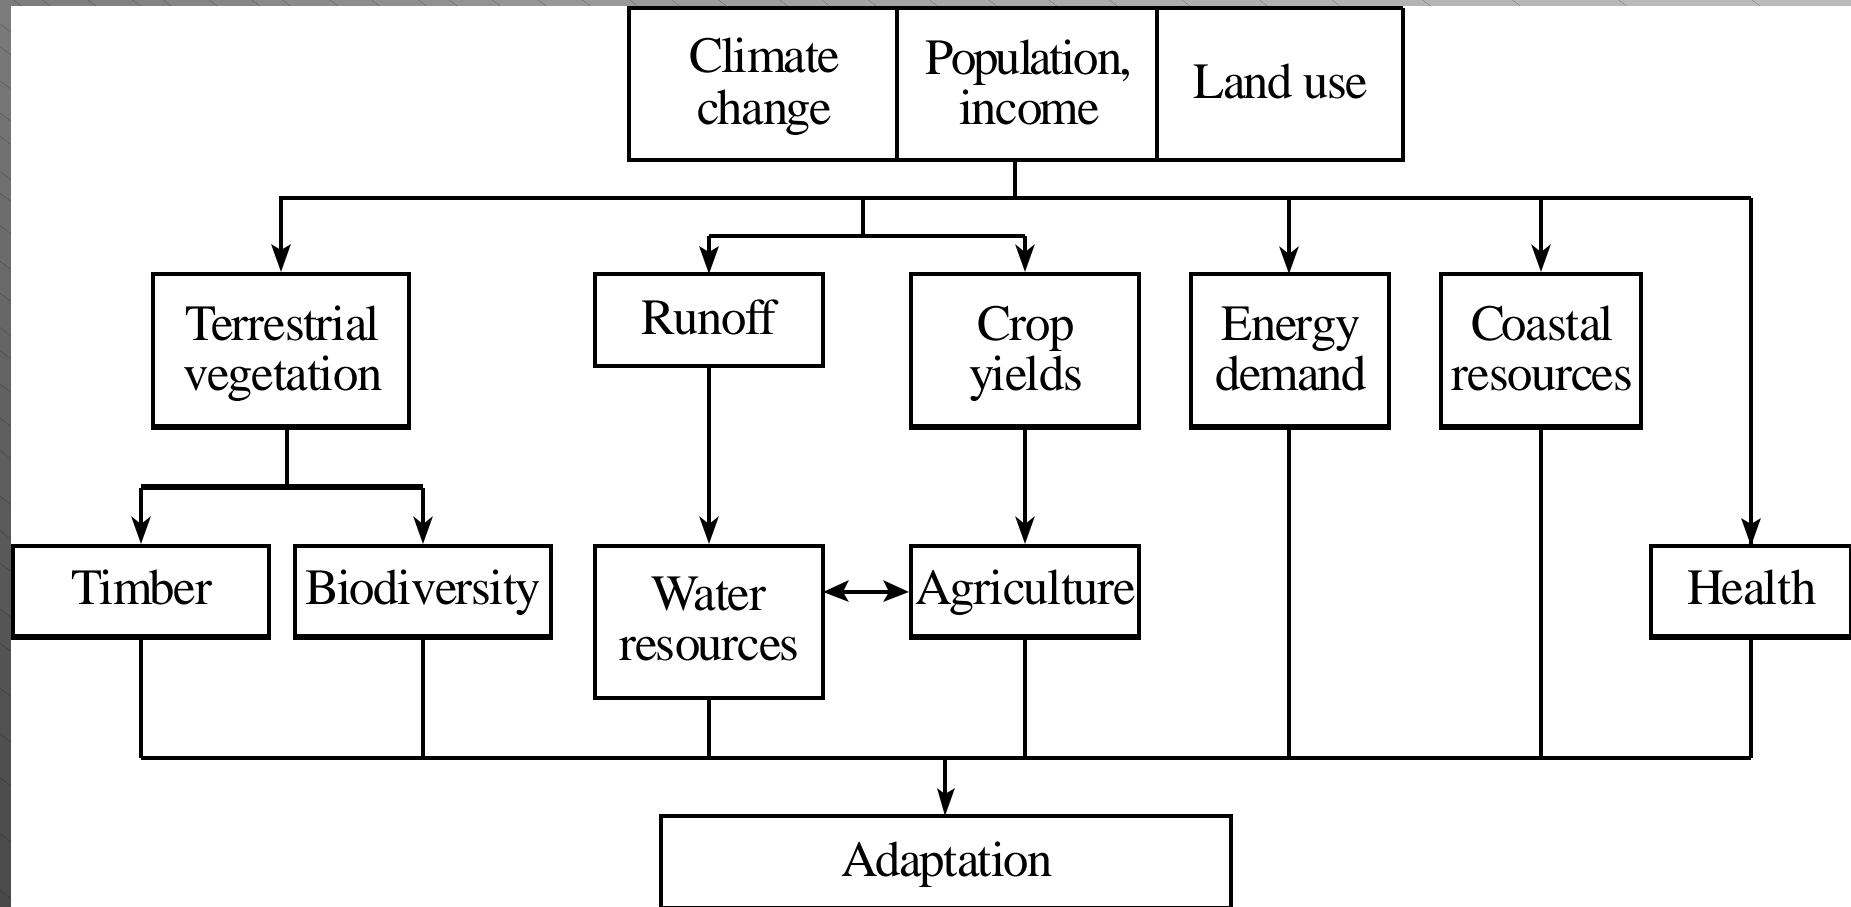 Climate
change
Population,
income
Land use
Terrestrial
vegetation
Runoff
Crop
yields
Energy
demand
Coastal
resources
Timber
Biodiversity
Water
resources
Agriculture
Health
Adaptation